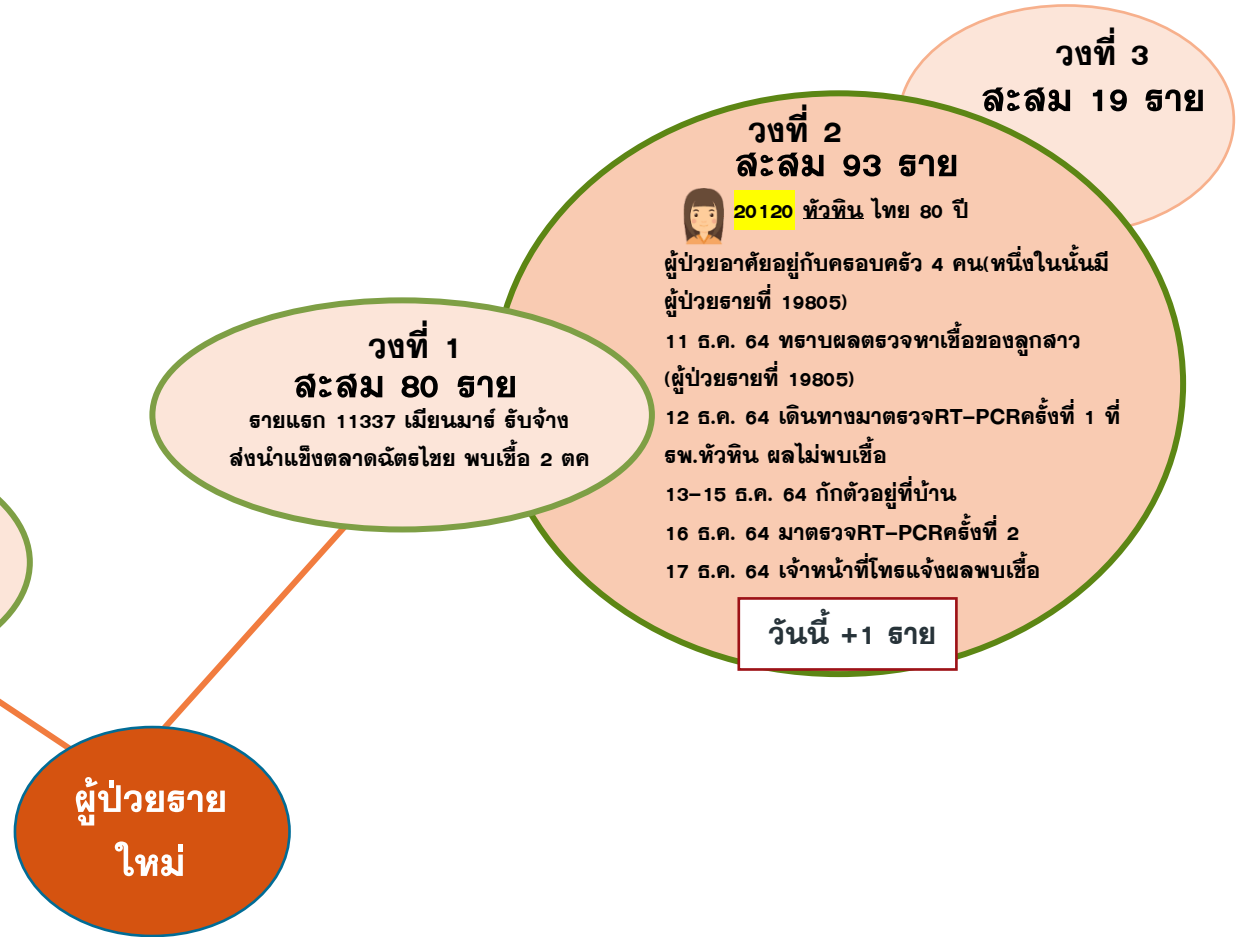 วงที่ 3
สะสม 19 ราย
วงที่ 2
สะสม 93 ราย
20120 หัวหิน ไทย 80 ปี
ผู้ป่วยอาศัยอยู่กับครอบครัว 4 คน(หนึ่งในนั้นมี
ผู้ป่วยรายที่ 19805)
11 ธ.ค. 64 ทราบผลตรวจหาเชื้อของลูกสาว
(ผู้ป่วยรายที่ 19805)
12 ธ.ค. 64 เดินทางมาตรวจRT-PCRครั้งที่ 1 ที่
รพ.หัวหิน ผลไม่พบเชื้อ
13-15 ธ.ค. 64 กักตัวอยู่ที่บ้าน
16 ธ.ค. 64 มาตรวจRT-PCRครั้งที่ 2
17 ธ.ค. 64 เจ้าหน้าที่โทรแจ้งผลพบเชื้อ
วันนี้ +1 ราย
วงที่ 1
สะสม 80 ราย
รายแรก 11337 เมียนมาร์ รับจ้าง
ส่งนำแข็งตลาดฉัตรไชย พบเชื้อ 2 ตค
ผู้ป่วยราย
ใหม่